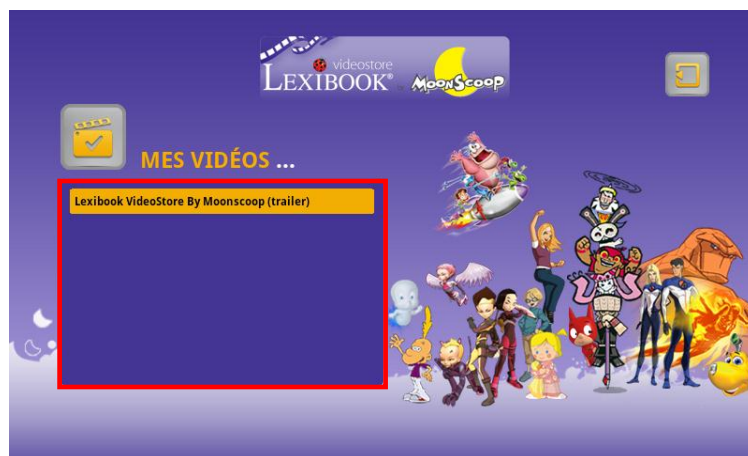 videostore
LEXIBOOK®
MoonScoop
MES VIDÉOS ...
Lexibook VideoStore By Moonscoop (trailer)